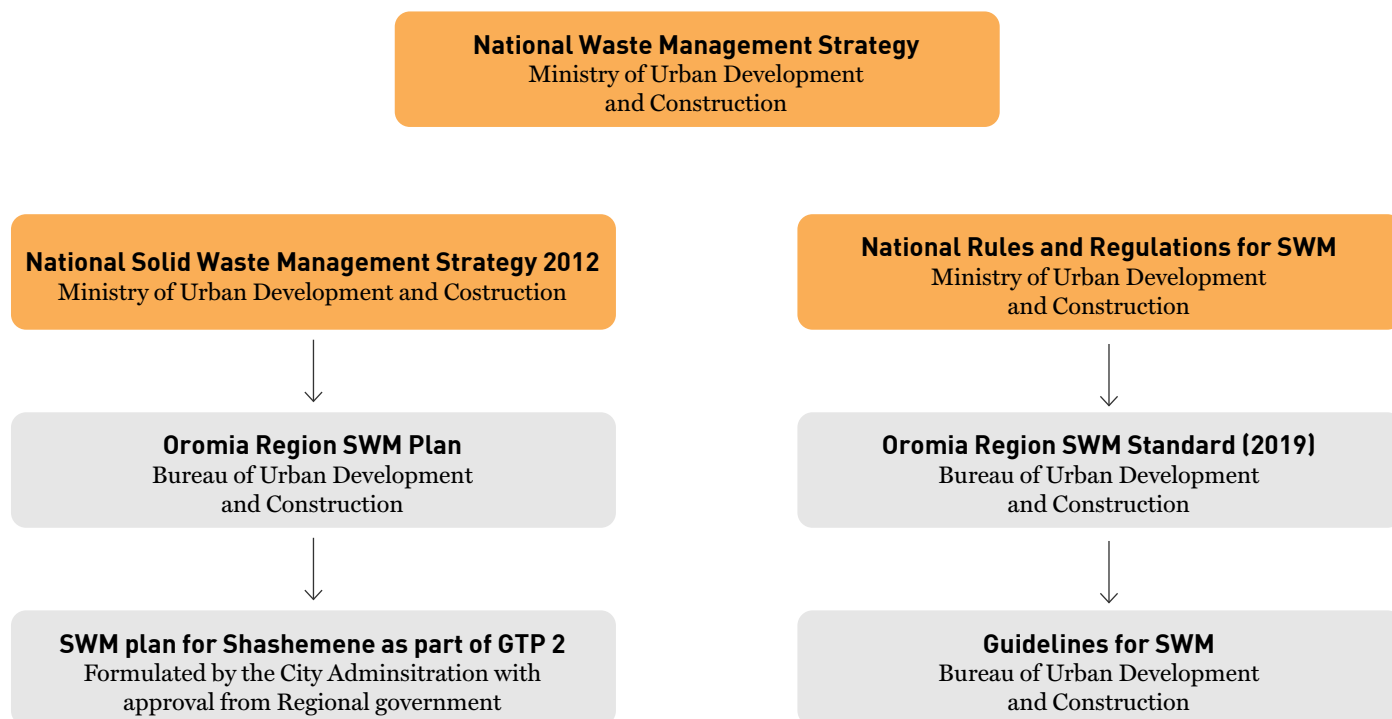 National Waste Management Strategy
Ministry of Urban Development
and Construction
National Solid Waste Management Strategy 2012
Ministry of Urban Development and Costruction
National Rules and Regulations for SWM
Ministry of Urban Development
and Construction
Oromia Region SWM Plan
Bureau of Urban Development
and Construction
Oromia Region SWM Standard (2019)
Bureau of Urban Development
and Construction
SWM plan for Shashemene as part of GTP 2
Formulated by the City Adminsitration with
approval from Regional government
Guidelines for SWM
Bureau of Urban Development
and Construction